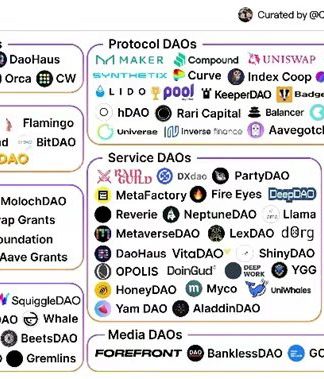 Curated by @C
DaoHaus
Orca CW
Flamingo
BitDAO
DAO
MolochDAO
Grants
oundation
Aave Grants
SquiggleDAO
Whale
BeetsDAO
Gremlins
Protocol DAOs
MAKER Compound UNISWAP
SYNTHETIX Curve Index Coop
LIDO pool KeeperDAO Badge
hDAO Rari Capital Balancer
Universe Inverse finance Aavegotch
Service DAOs
RAID GUILD DXdao PartyDAO
MetaFactory Fire Eyes DeepDAO
Reverie NeptuneDAO Llama
MetaverseDAO LexDAO dOrg
DaoHaus VitaDAO ShinyDAO
OPOLIS DoinGud DEEP WORK YGG
HoneyDAO Myco UniWhales
Yam DAO AladdinDAO
Media DAOs
FOREFRONT BanklessDAO GC